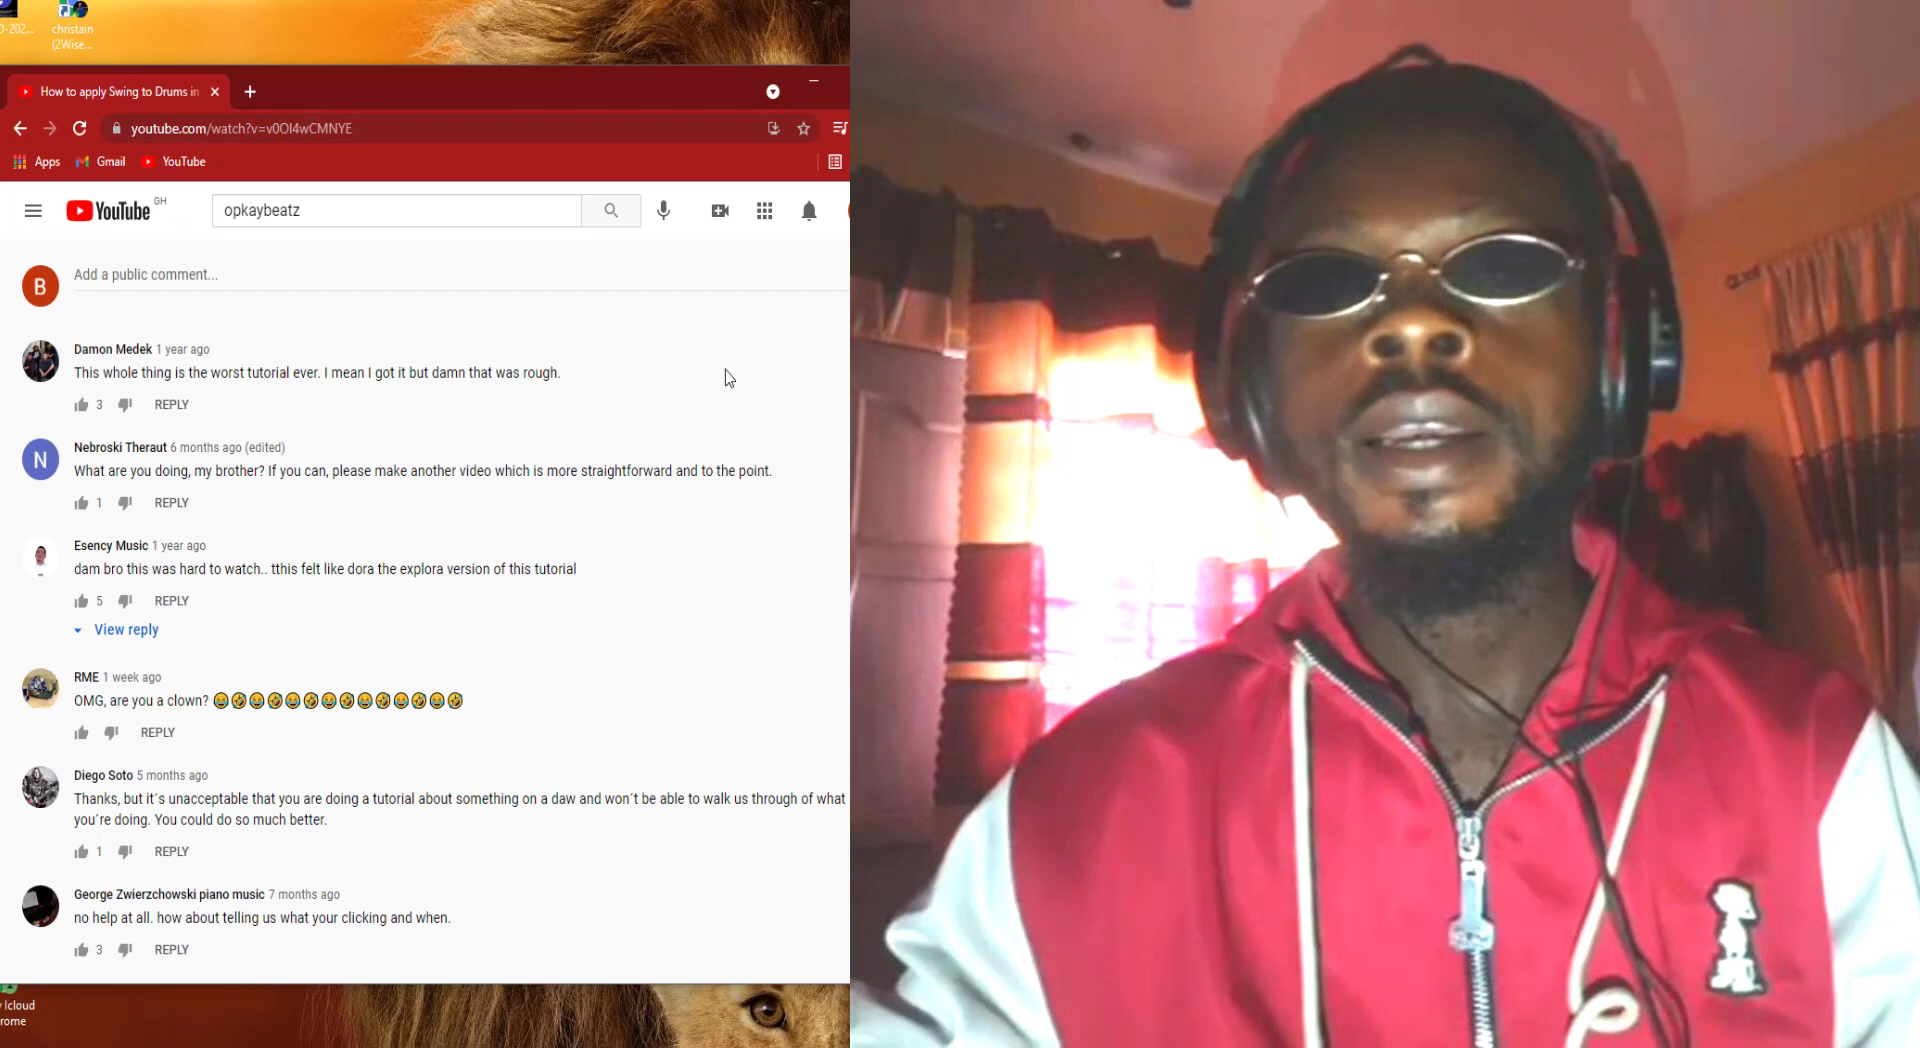 0-202...
christain
(2Wise...
How to apply Swing to Drums in
youtube.com/watch?v=v0OI4wCMNYE
Apps
Gmail
YouTube
YouTube GH
opkaybeatz
B
Add a public comment...
Damon Medek 1 year ago
This whole thing is the worst tutorial ever. I mean I got it but damn that was rough.
3 REPLY
N
Nebroski Theraut 6 months ago (edited)
What are you doing, my brother? If you can, please make another video which is more straightforward and to the point.
1 REPLY
Esency Music 1 year ago
dam bro this was hard to watch.. tthis felt like dora the explora version of this tutorial
5 REPLY
View reply
RME 1 week ago
OMG, are you a clown? 😂🤣😂🤣😂🤣😂🤣😂🤣😂🤣😂🤣
REPLY
Diego Soto 5 months ago
Thanks, but it´s unacceptable that you are doing a tutorial about something on a daw and won´t be able to walk us through of what
you´re doing. You could do so much better.
1 REPLY
George Zwierzchowski piano music 7 months ago
no help at all. how about telling us what your clicking and when.
3 REPLY
y Icloud
rome